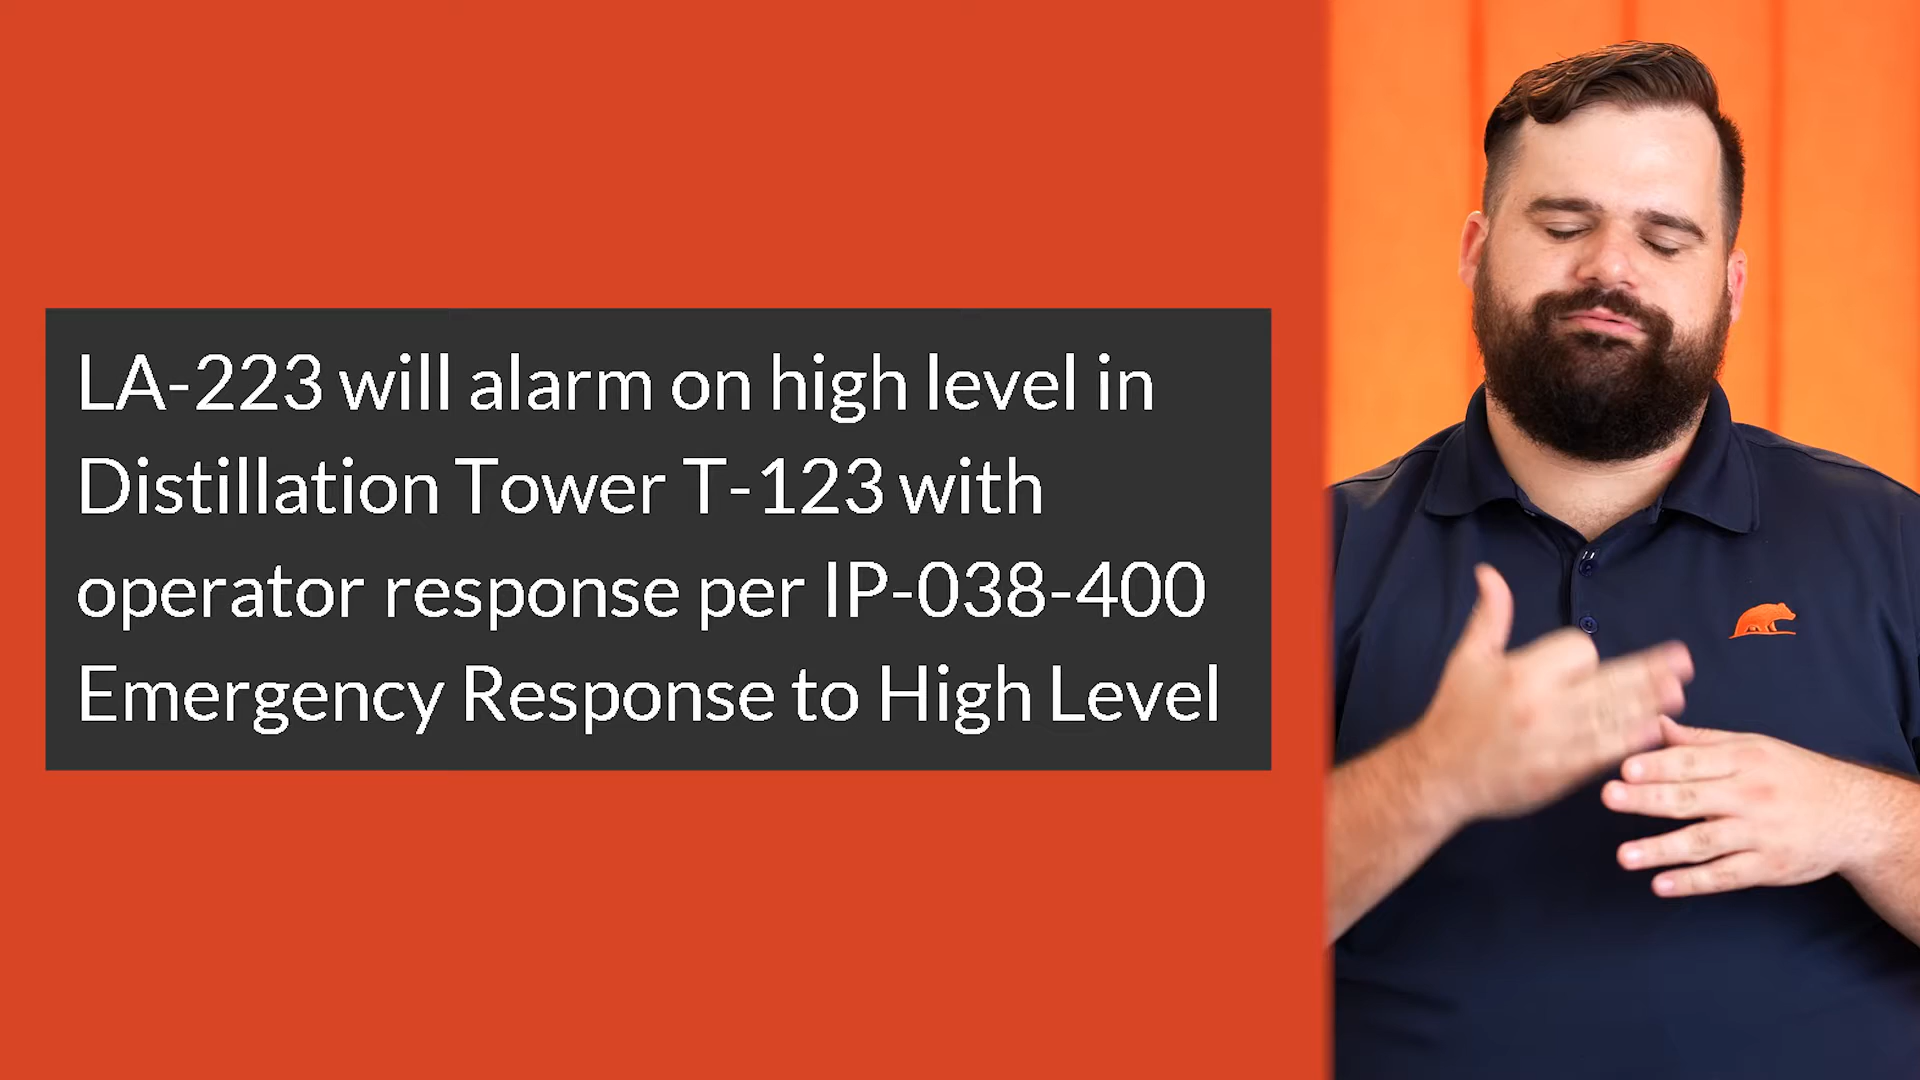 LA-223 will alarm on high level in
Distillation Tower T-123 with
operator response per IP-038-400
Emergency Response to High Level